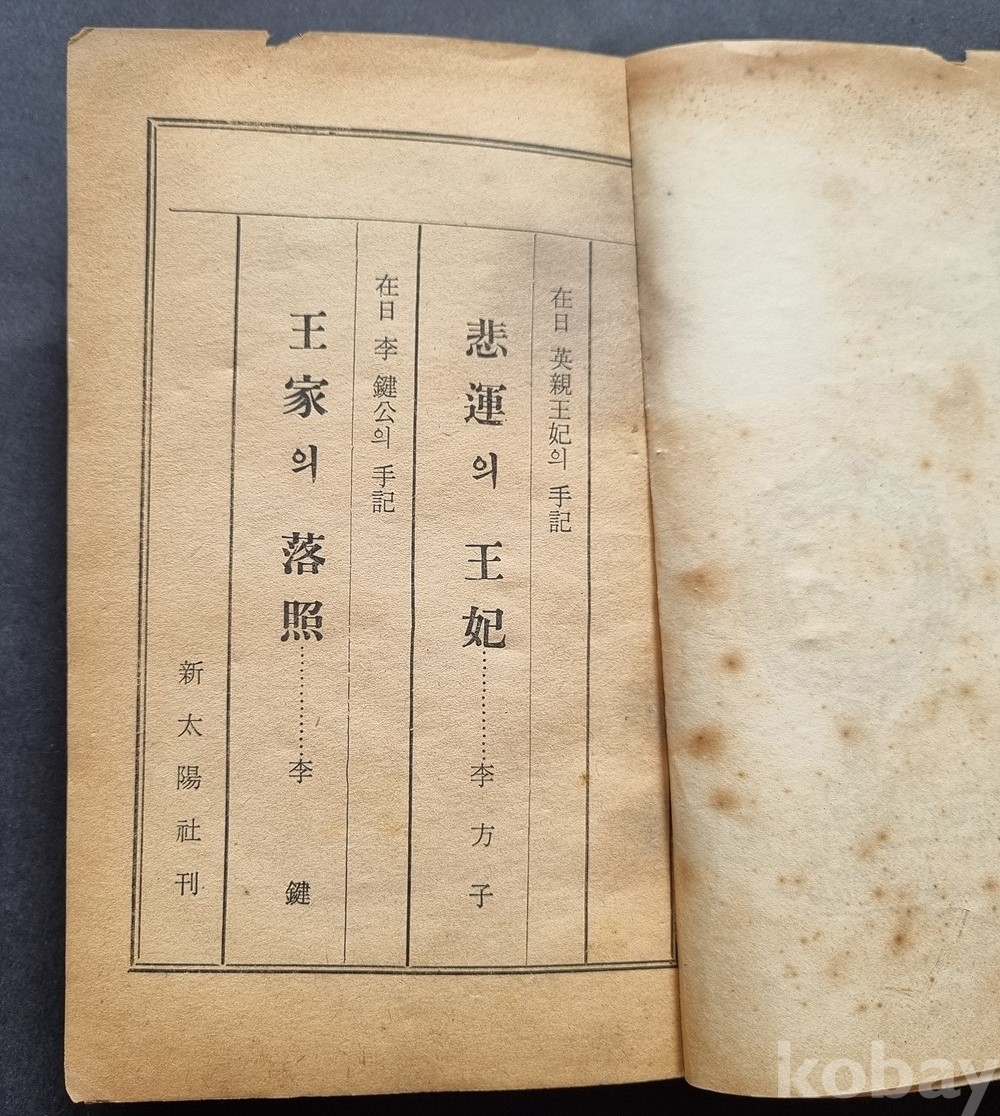 在日 英親王妃의 手記
悲運의 王妃…………李方子
在日 李鍵公의 手記
王家의 落照…………李鍵
新太陽社刊
kobay